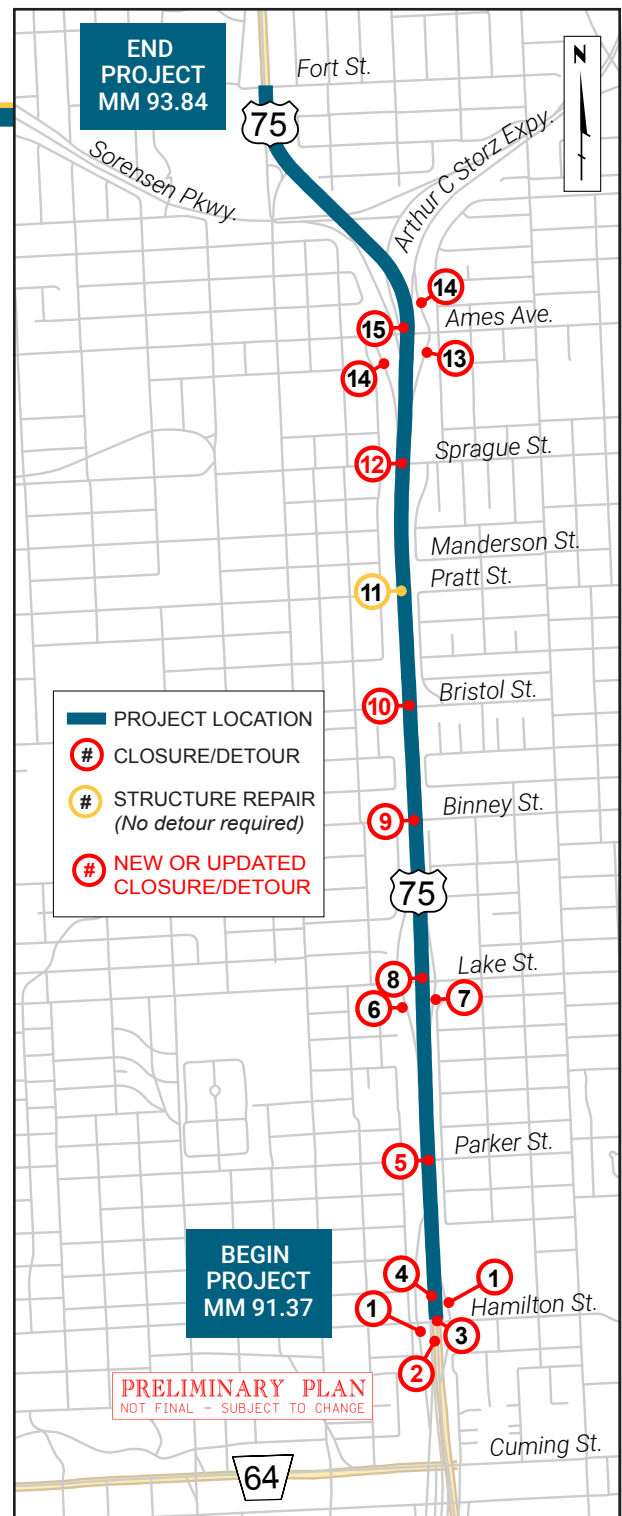 END
PROJECT
MM 93.84
Fort St.
N
75
Sorensen Pkwy.
Arthur C Storz Expy.
14
Ames Ave.
15
13
14
Sprague St.
12
Manderson St.
Pratt St.
11
Bristol St.
10
PROJECT LOCATION
# CLOSURE/DETOUR
# STRUCTURE REPAIR
(No detour required)
# NEW OR UPDATED
CLOSURE/DETOUR
Binney St.
9
75
Lake St.
8
7
6
Parker St.
5
BEGIN
PROJECT
MM 91.37
4
1
Hamilton St.
1
3
2
PRELIMINARY PLAN
NOT FINAL - SUBJECT TO CHANGE
Cuming St.
64